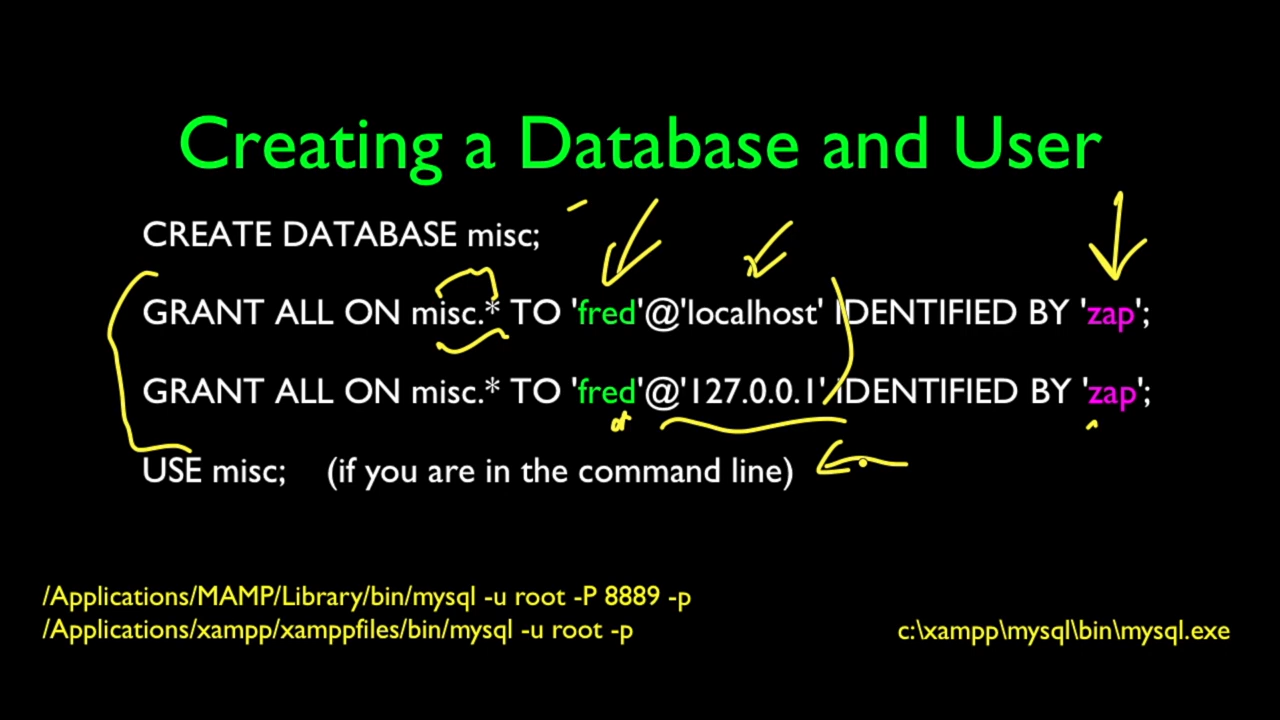 Creating a Database and User
CREATE DATABASE misc;
GRANT ALL ON misc.* TO 'fred'@'localhost' IDENTIFIED BY 'zap';
GRANT ALL ON misc.* TO 'fred'@'127.0.0.1' IDENTIFIED BY 'zap';
USE misc; (if you are in the command line)
/Applications/MAMP/Library/bin/mysql -u root -P 8889 -p
/Applications/xampp/xamppfiles/bin/mysql -u root -p
c:\xampp\mysql\bin\mysql.exe